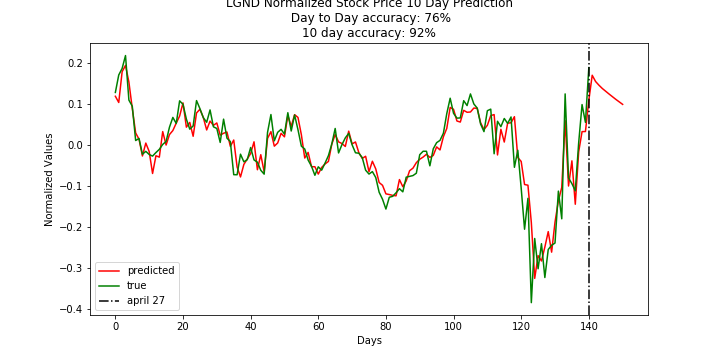 LGND Normalized Stock Price 10 Day Prediction
Day to Day accuracy: 76%
10 day accuracy: 92%
Normalized Values
0.2
0.1
0.0
−0.1
−0.2
−0.3
−0.4
predicted
true
april 27
0 20 40 60 80 100 120 140
Days